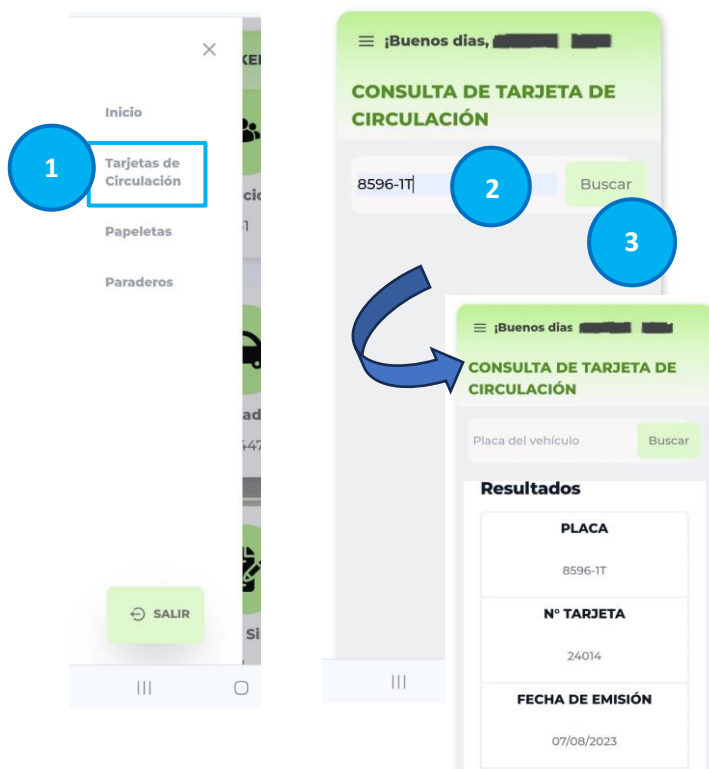 Inicio
1
Tarjetas de
Circulación
Papeletas
Paraderos
SALIR
¡Buenos dias,
CONSULTA DE TARJETA DE
CIRCULACIÓN
8596-1T
2
Buscar
3
¡Buenos dias
CONSULTA DE TARJETA DE
CIRCULACIÓN
Placa del vehículo
Buscar
Resultados
PLACA
8596-1T
N° TARJETA
24014
FECHA DE EMISIÓN
07/08/2023